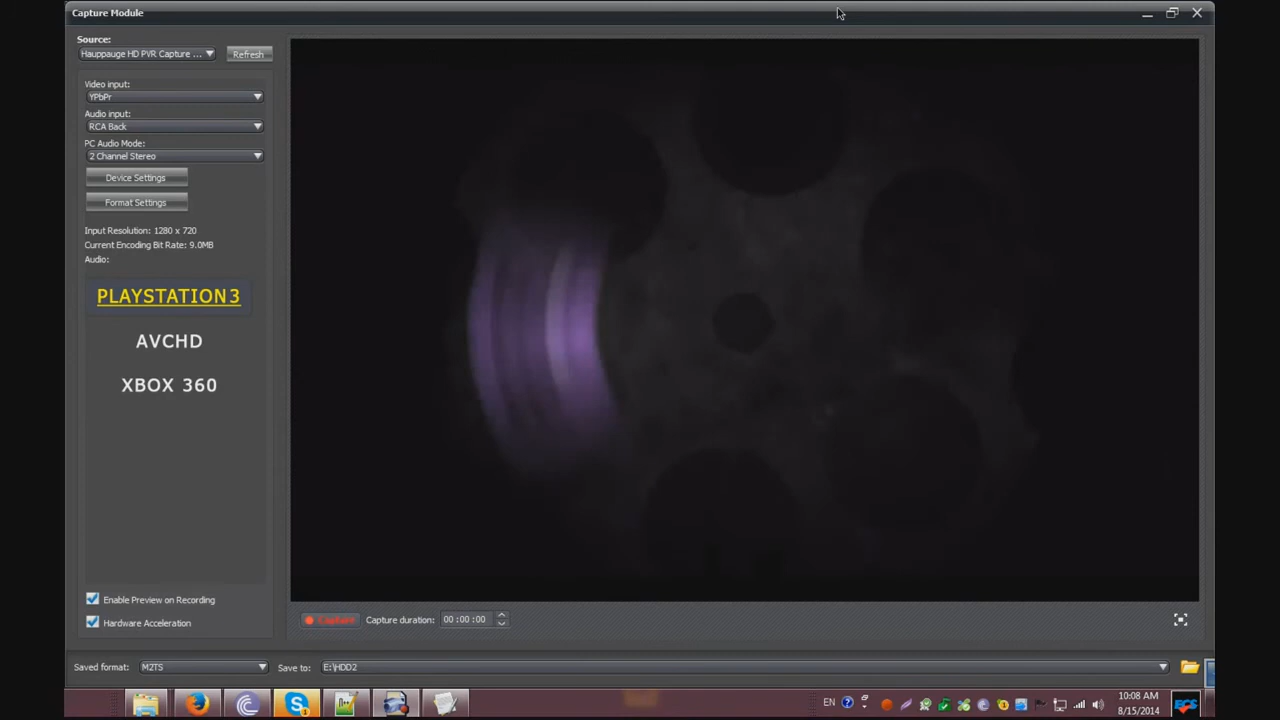 Capture Module
Source:
Hauppauge HD PVR Capture ...
Refresh
Video input:
YPbPr
Audio input:
RCA Back
PC Audio Mode:
2 Channel Stereo
Device Settings
Format Settings
Input Resolution: 1280 x 720
Current Encoding Bit Rate: 9.0MB
Audio:
PLAYSTATION3
AVCHD
XBOX 360
Enable Preview on Recording
Hardware Acceleration
Capture
Capture duration:
00 :00 :00
Saved format:
M2TS
Save to:
E:\HDD2
EN
10:08 AM
8/15/2014
ECS